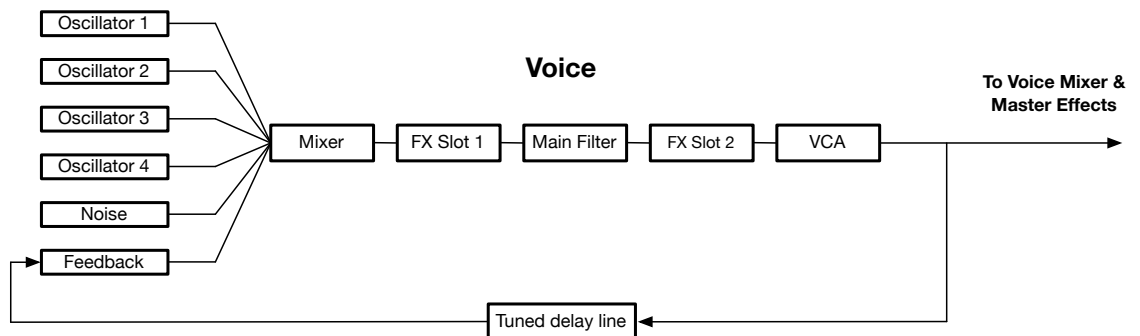 Oscillator 1
Oscillator 2
Oscillator 3
Oscillator 4
Noise
Feedback
Voice
Mixer
FX Slot 1
Main Filter
FX Slot 2
VCA
To Voice Mixer &
Master Effects
Tuned delay line